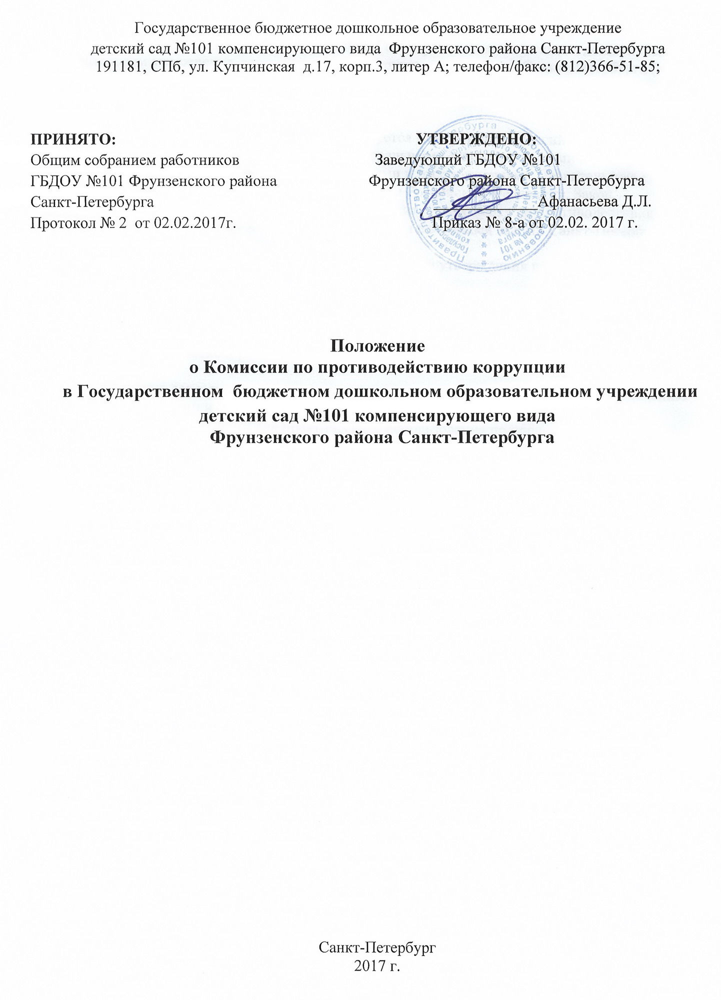 Государственное бюджетное дошкольное образовательное учреждение
детский сад №101 компенсирующего вида Фрунзенского района Санкт-Петербурга
191181, СПб, ул. Купчинская д.17, корп.3, литер А; телефон/факс: (812)366-51-85;
ПРИНЯТО:
Общим собранием работников
ГБДОУ №101 Фрунзенского района
Санкт-Петербурга
Протокол № 2 от 02.02.2017г.
УТВЕРЖДЕНО:
Заведующий ГБДОУ №101
Фрунзенского района Санкт-Петербурга
_____________Афанасьева Д.Л.
Приказ № 8-а от 02.02. 2017 г.
Положение
о Комиссии по противодействию коррупции
в Государственном бюджетном дошкольном образовательном учреждении
детский сад №101 компенсирующего вида
Фрунзенского района Санкт-Петербурга
Санкт-Петербург
2017 г.